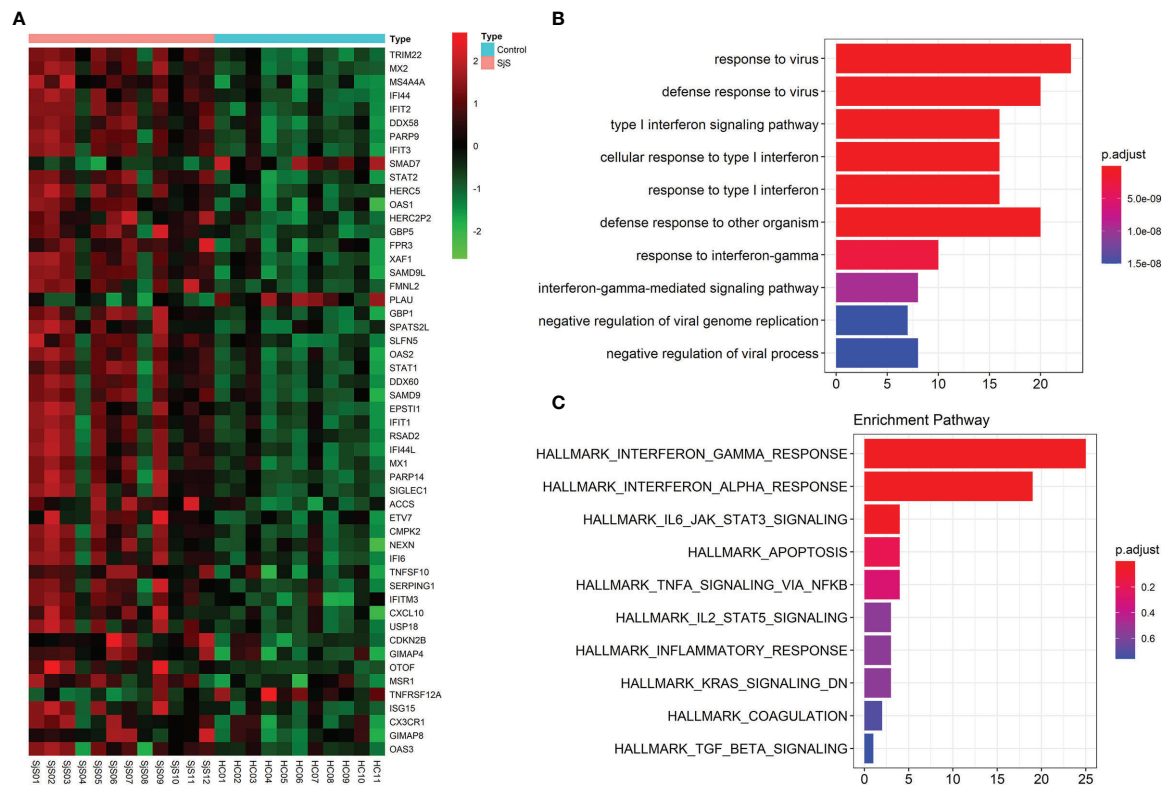 A
Type
TRIM22
MX2
MS4A4A
IFI44
IFIT2
DDX58
PARP9
IFIT3
SMAD7
STAT2
HERC5
OAS1
HERC2P2
GBP5
FPR3
XAF1
SAMD9L
FMNL2
PLAU
GBP1
SPATS2L
SLFN5
OAS2
STAT1
DDX60
SAMD9
EPSTI1
IFIT1
RSAD2
IFI44L
MX1
PARP14
SIGLEC1
ACCS
ETV7
CMPK2
NEXN
IFI6
TNFSF10
SERPING1
IFITM3
CXCL10
USP18
CDKN2B
GIMAP4
OTOF
MSR1
TNFRSF12A
ISG15
CX3CR1
GIMAP8
OAS3
SjS01 SjS02 SjS03 SjS04 SjS05 SjS06 SjS07 SjS08 SjS09 SjS10 SjS11 SjS12 HC01 HC02 HC03 HC04 HC05 HC06 HC07 HC08 HC09 HC10 HC11
2
1
0
-1
-2
Type
Control
SjS
B
response to virus
defense response to virus
type I interferon signaling pathway
cellular response to type I interferon
response to type I interferon
defense response to other organism
response to interferon-gamma
interferon-gamma-mediated signaling pathway
negative regulation of viral genome replication
negative regulation of viral process
0 5 10 15 20
p.adjust
5.0e-09
1.0e-08
1.5e-08
C
Enrichment Pathway
HALLMARK_INTERFERON_GAMMA_RESPONSE
HALLMARK_INTERFERON_ALPHA_RESPONSE
HALLMARK_IL6_JAK_STAT3_SIGNALING
HALLMARK_APOPTOSIS
HALLMARK_TNFA_SIGNALING_VIA_NFKB
HALLMARK_IL2_STAT5_SIGNALING
HALLMARK_INFLAMMATORY_RESPONSE
HALLMARK_KRAS_SIGNALING_DN
HALLMARK_COAGULATION
HALLMARK_TGF_BETA_SIGNALING
0 5 10 15 20 25
p.adjust
0.2
0.4
0.6